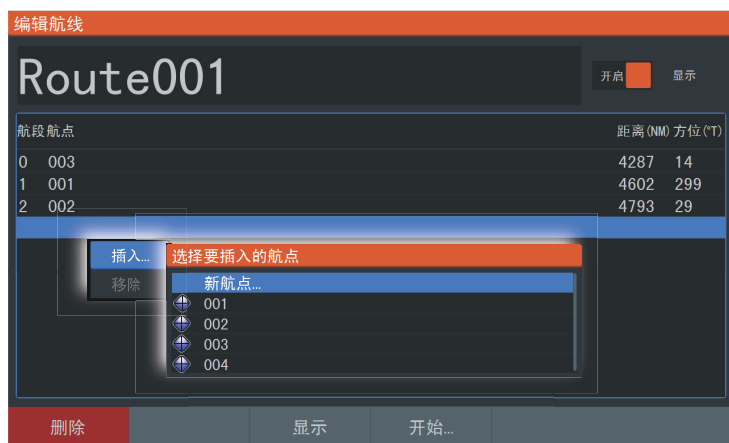 编辑航线
Route001
开启 显示
航段 航点 距离(NM) 方位(°T)
0 003 4287 14
1 001 4602 299
2 002 4793 29
插入…
移除
选择要插入的航点
新航点…
001
002
003
004
删除 显示 开始…